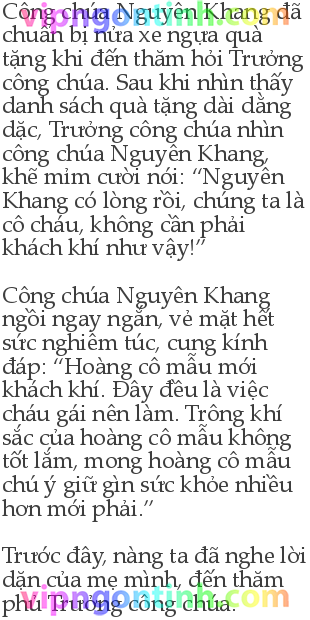 Công chúa Nguyên Khang đã
chuẩn bị nửa xe ngựa quà
tặng khi đến thăm hỏi Trưởng
công chúa. Sau khi nhìn thấy
danh sách quà tặng dài dằng
dặc, Trưởng công chúa nhìn
công chúa Nguyên Khang,
khẽ mỉm cười nói: “Nguyên
Khang có lòng rồi, chúng ta là
cô cháu, không cần phải
khách khí như vậy!”
Công chúa Nguyên Khang
ngồi ngay ngắn, vẻ mặt hết
sức nghiêm túc, cung kính
đáp: “Hoàng cô mẫu mới
khách khí. Đây đều là việc
cháu gái nên làm. Trông khí
sắc của hoàng cô mẫu không
tốt lắm, mong hoàng cô mẫu
chú ý giữ gìn sức khỏe nhiều
hơn mới phải.”
Trước đây, nàng ta đã nghe lời
dặn của mẹ mình, đến thăm
phủ Trưởng công chúa.
vipngontinh.com
vipngontinh.com